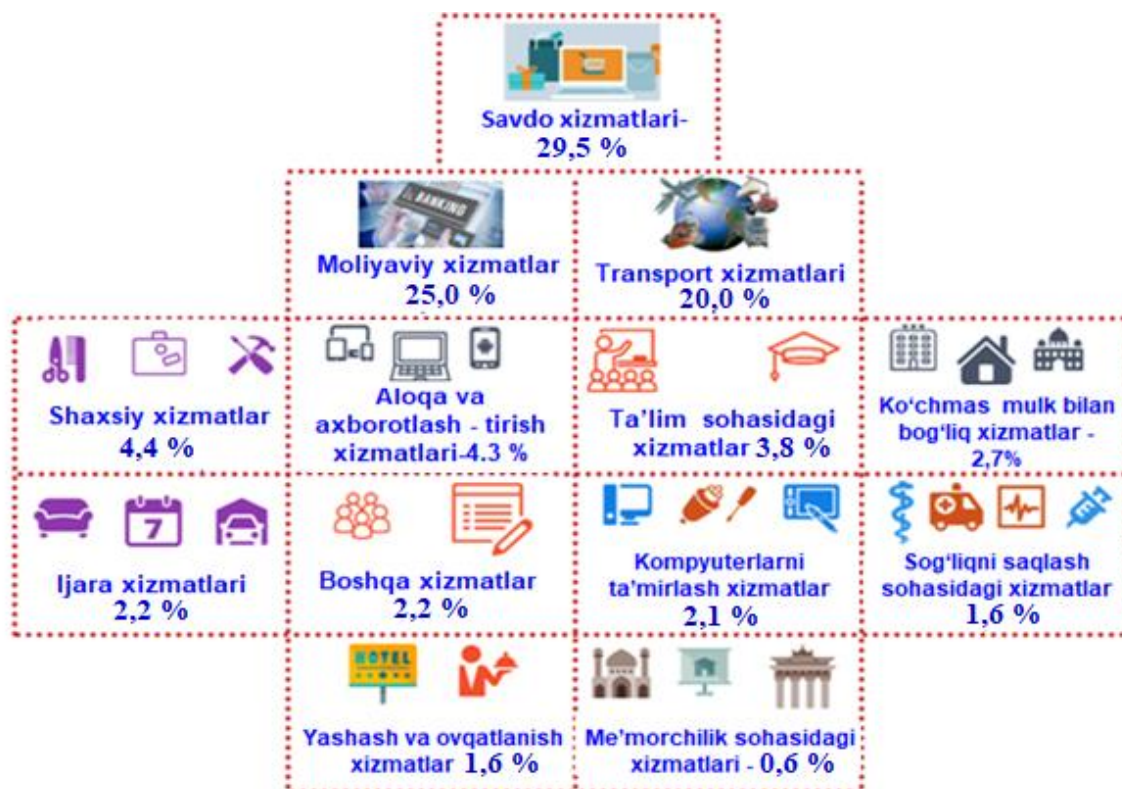 Savdo xizmatlari-
29,5 %
BANKING
Moliyaviy xizmatlar
25,0 %
Transport xizmatlari
20,0 %
Shaxsiy xizmatlar
4,4 %
Aloqa va
axborotlash - tirish
xizmatlari-4.3 %
Ta'lim sohasidagi
xizmatlar 3,8 %
Ko‘chmas mulk bilan
bog‘liq xizmatlar -
2,7%
7
Ijara xizmatlari
2,2 %
Boshqa xizmatlar
2,2 %
Kompyuterlarni
ta'mirlash xizmatlar
2,1 %
Sog‘liqni saqlash
sohasidagi xizmatlar
1,6 %
HOTEL
Yashash va ovqatlanish
xizmatlar 1,6 %
Me'morchilik sohasidagi
xizmatlari - 0,6 %